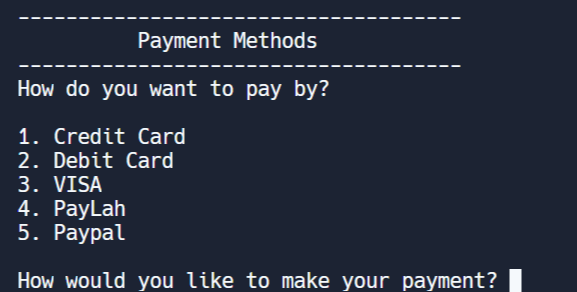 -------------------------------------
Payment Methods
-------------------------------------
How do you want to pay by?
1. Credit Card
2. Debit Card
3. VISA
4. PayLah
5. Paypal
How would you like to make your payment?